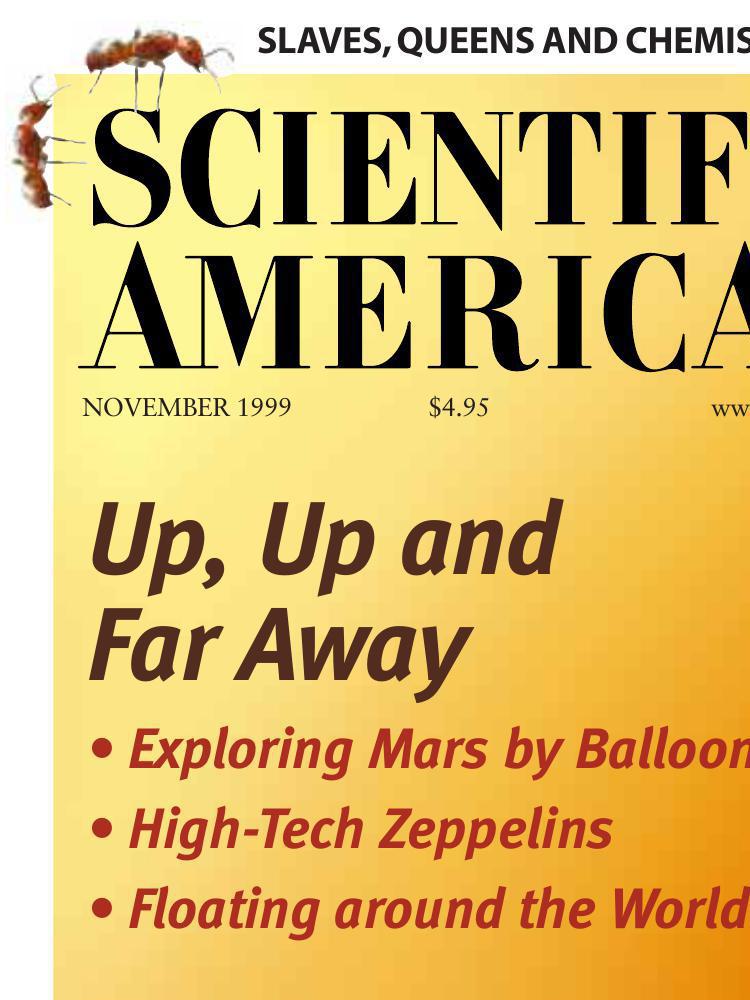 SLAVES, QUEENS AND CHEMIS
SCIENTIF
AMERICA
NOVEMBER 1999 $4.95 ww
Up, Up and
Far Away
• Exploring Mars by Balloon
• High-Tech Zeppelins
• Floating around the World